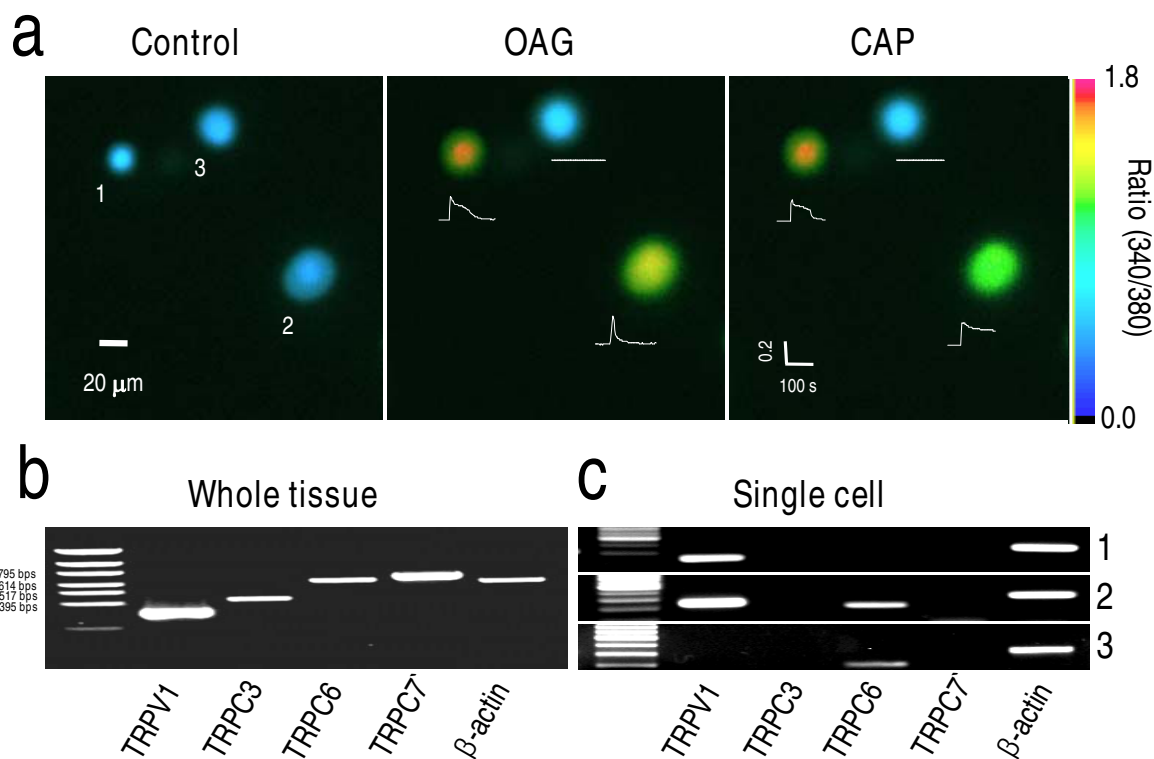 a
Control
OAG
CAP
1
3
2
20 μm
0.2
100 s
1.8
Ratio (340/380)
0.0
b
Whole tissue
795 bps
614 bps
517 bps
395 bps
TRPV1
TRPC3
TRPC6
TRPC7`
β-actin
c
Single cell
1
2
3
TRPV1
TRPC3
TRPC6
TRPC7`
β-actin